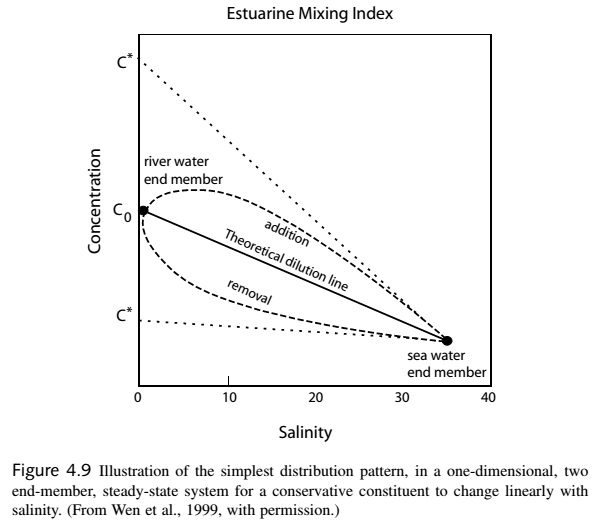 Estuarine Mixing Index
C*
river water
end member
Concentration
C0
addition
Theoretical dilution line
removal
C*
sea water
end member
0
10
20
30
40
Salinity
Figure 4.9 Illustration of the simplest distribution pattern, in a one-dimensional, two
end-member, steady-state system for a conservative constituent to change linearly with
salinity. (From Wen et al., 1999, with permission.)